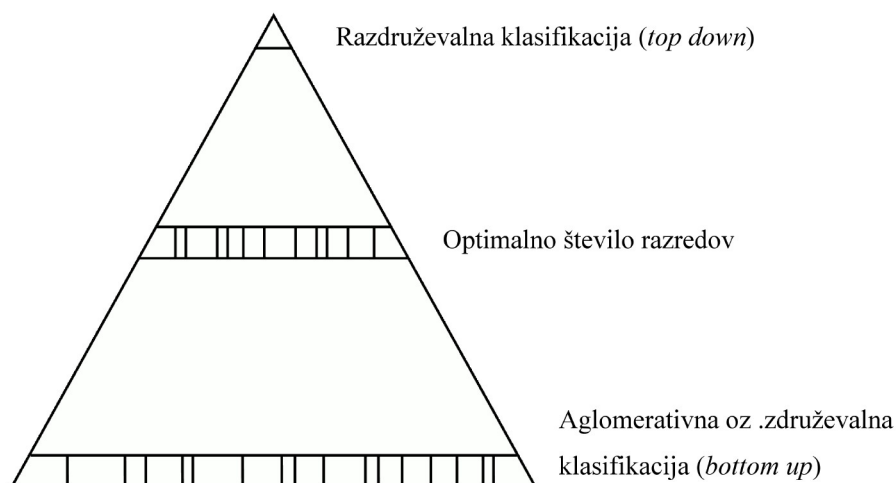 Razdruževalna klasifikacija (top down)
Optimalno število razredov
Aglomerativna oz .združevalna
klasifikacija (bottom up)